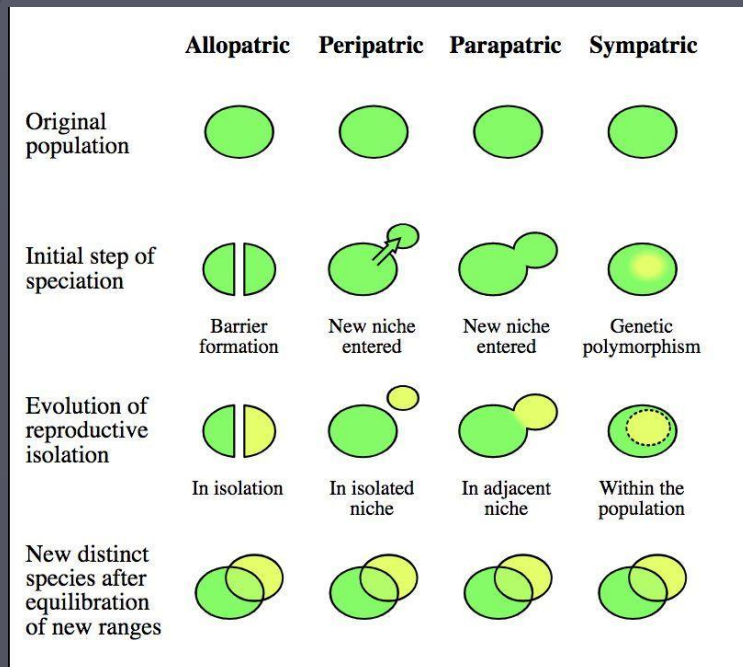 Allopatric Peripatric Parapatric Sympatric
Original
population
Initial step of
speciation
Barrier
formation
New niche
entered
New niche
entered
Genetic
polymorphism
Evolution of
reproductive
isolation
In isolation
In isolated
niche
In adjacent
niche
Within the
population
New distinct
species after
equilibration
of new ranges